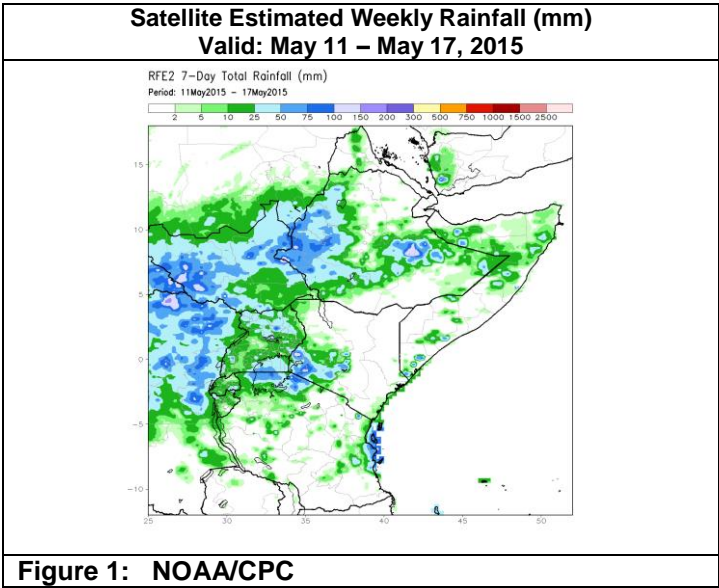 Satellite Estimated Weekly Rainfall (mm)
Valid: May 11 – May 17, 2015
RFE2 7-Day Total Rainfall (mm)
Period: 11May2015 - 17May2015
2 5 10 25 50 75 100 150 200 300 500 750 1000 1500 2500
15
10
5
0
-5
-10
25 30 35 40 45 50
Figure 1: NOAA/CPC